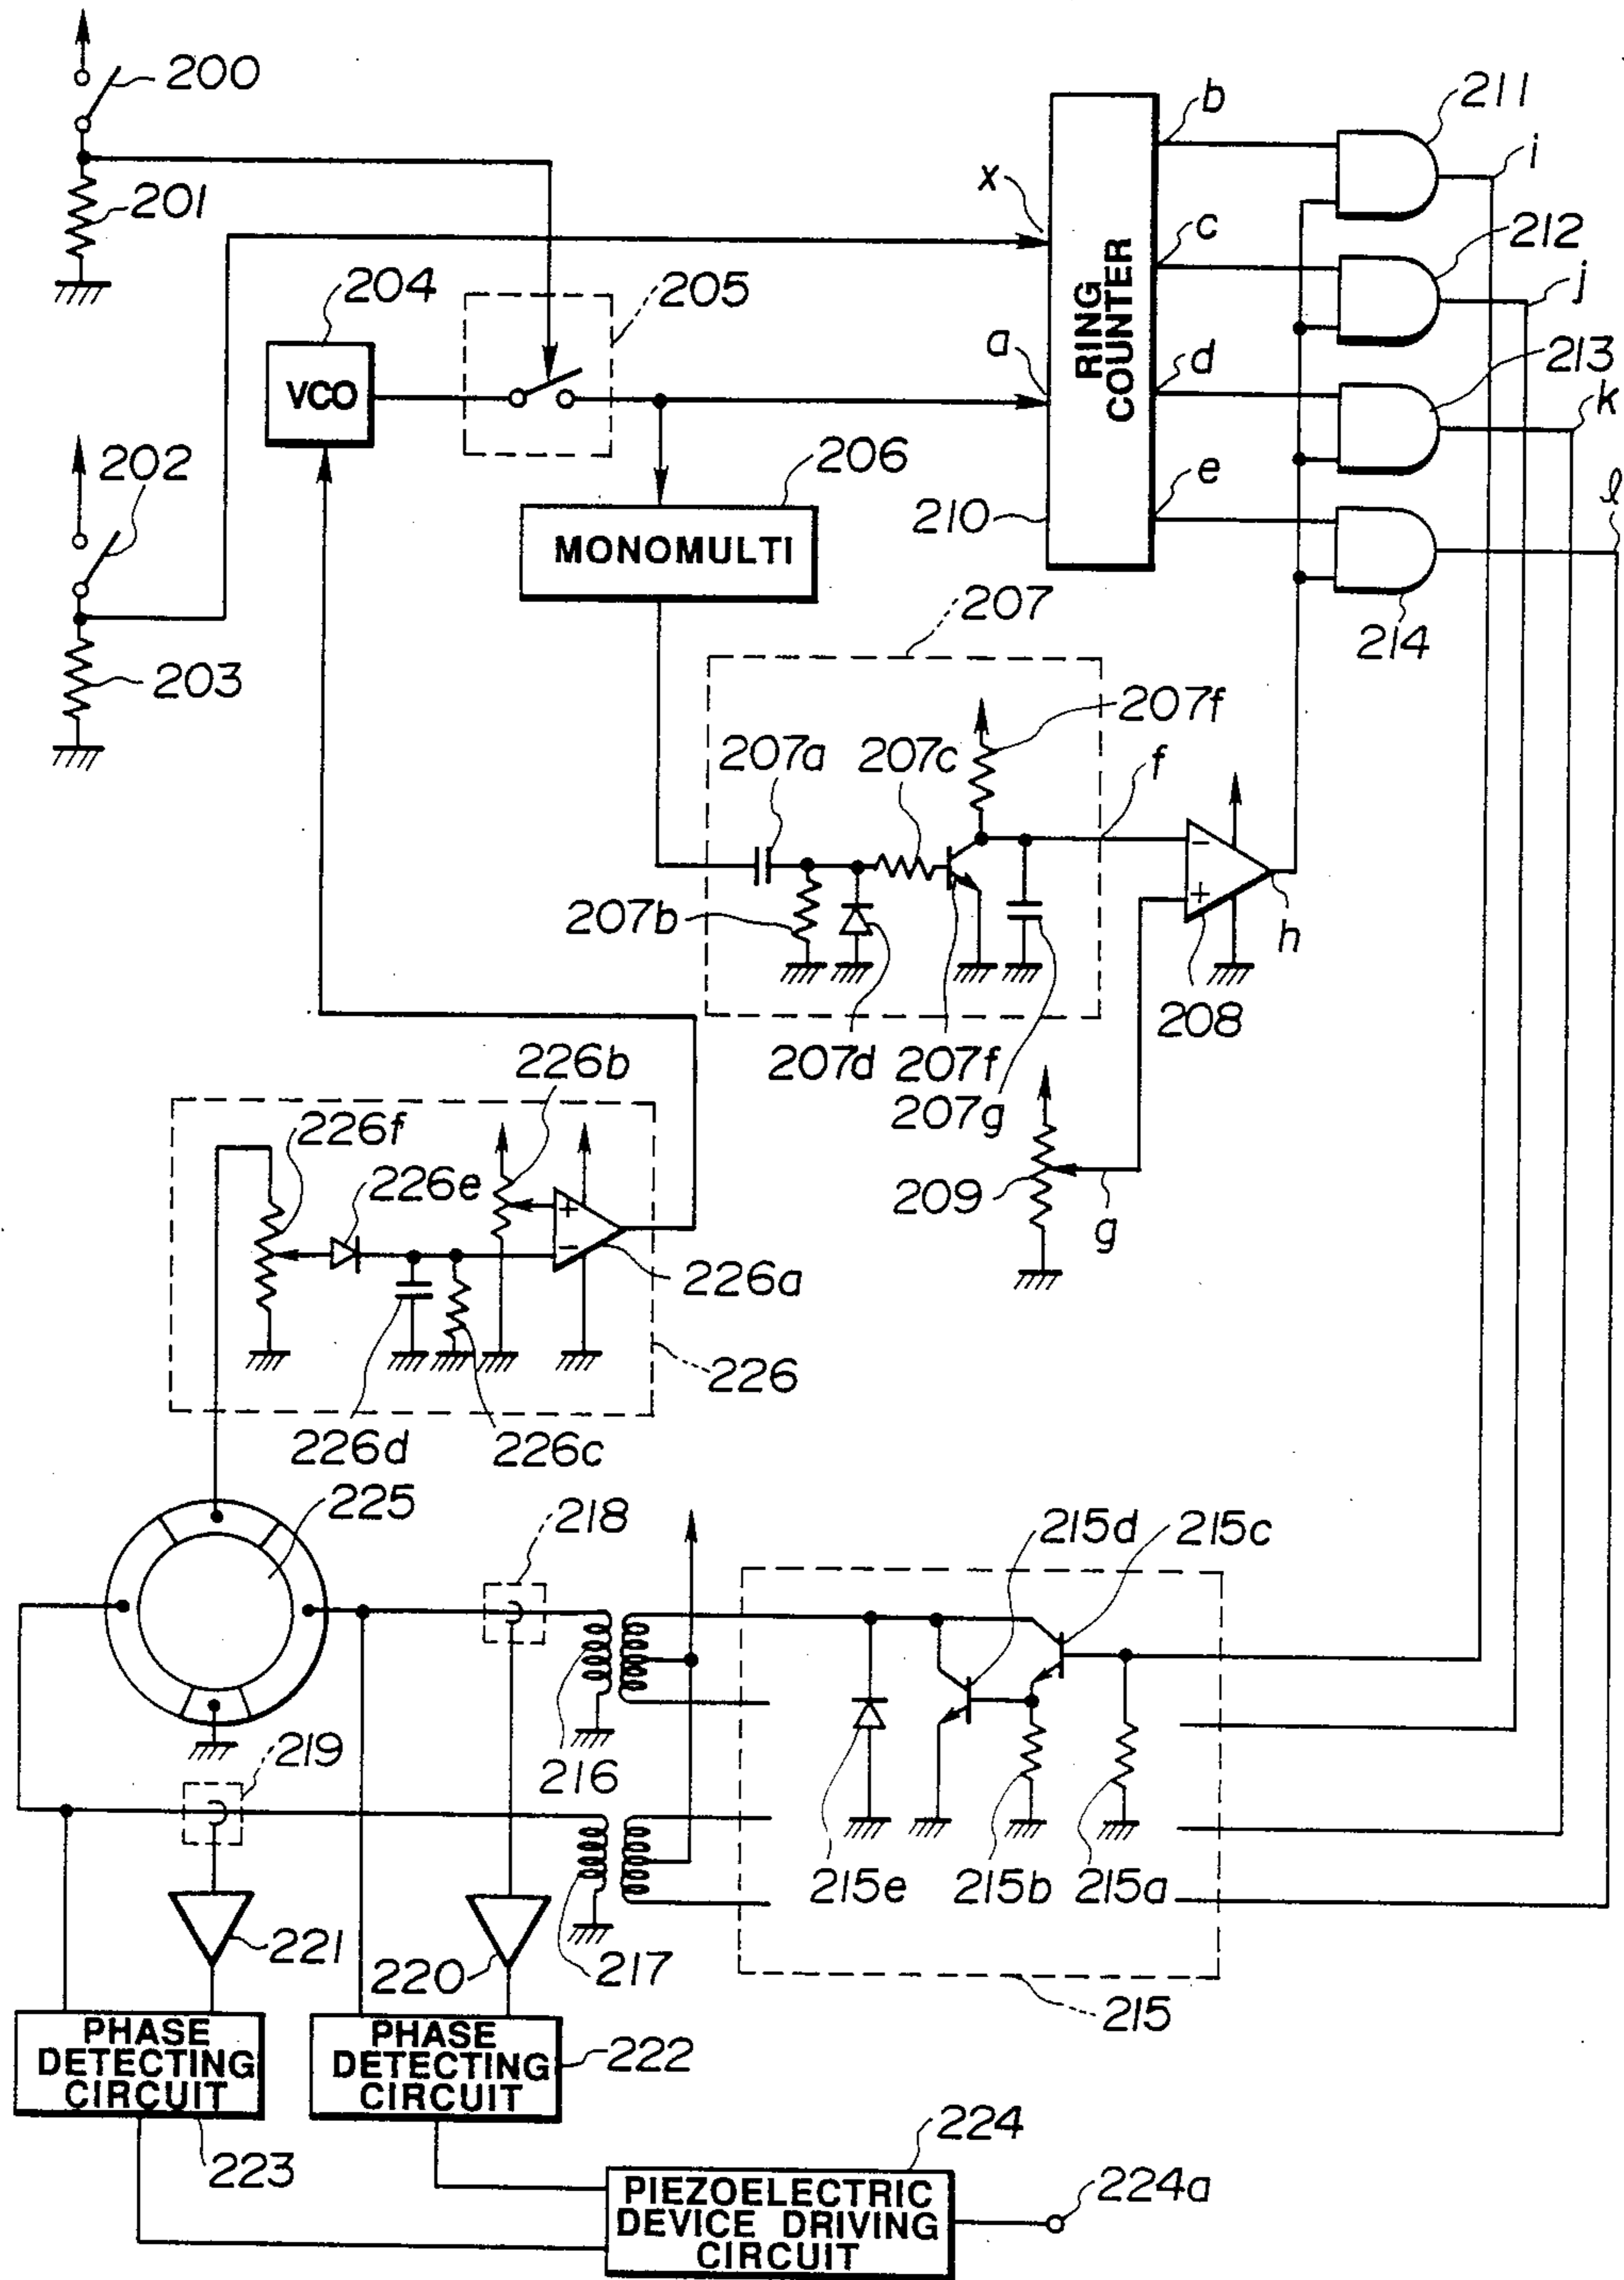 200
211
b
i
x
201
c
212
j
204
205
RING
COUNTER
a
d
213
k
VCO
202
206
e
l
210
MONOMULTI
207
214
203
207f
207a
207c
f
207b
h
208
207d
207f
226b
207g
226f
226e
209
g
226a
226
226d
226c
225
218
215d
215c
219
216
215e
215b
215a
221
220
217
215
PHASE
DETECTING
CIRCUIT
PHASE
DETECTING
CIRCUIT
222
223
224
PIEZOELECTRIC
DEVICE DRIVING
CIRCUIT
224a